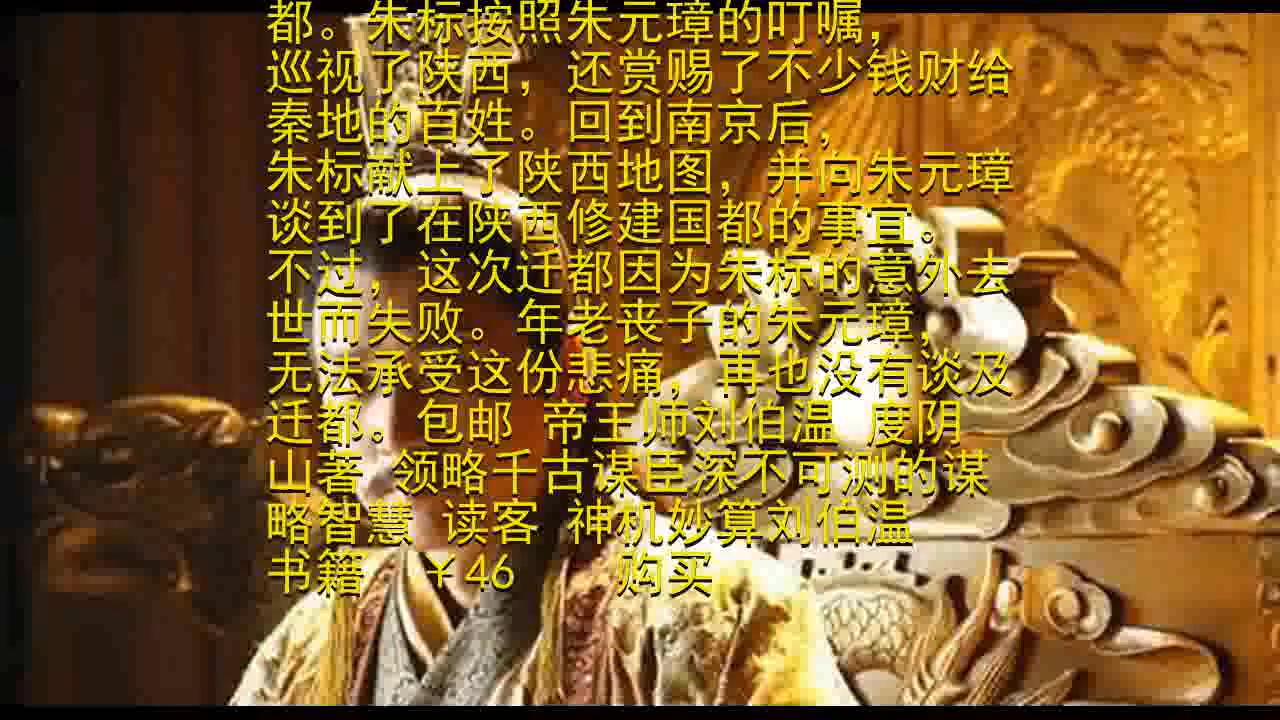 都。朱标按照朱元璋的叮嘱，
巡视了陕西，还赏赐了不少钱财给
秦地的百姓。回到南京后，
朱标献上了陕西地图，并向朱元璋
谈到了在陕西修建国都的事宜。
不过，这次迁都因为朱标的意外去
世而失败。年老丧子的朱元璋，
无法承受这份悲痛，再也没有谈及
迁都。包邮 帝王师刘伯温 度阴
山著 领略千古谋臣深不可测的谋
略智慧 读客 神机妙算刘伯温
书籍 ￥46 购买